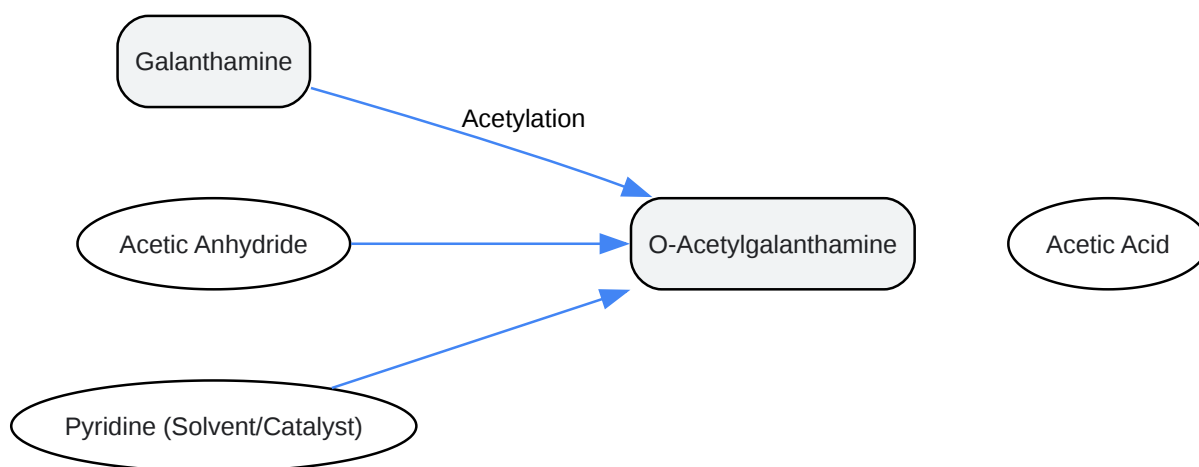 Galanthamine
Acetylation
Acetic Anhydride
O-Acetylgalanthamine
Acetic Acid
Pyridine (Solvent/Catalyst)